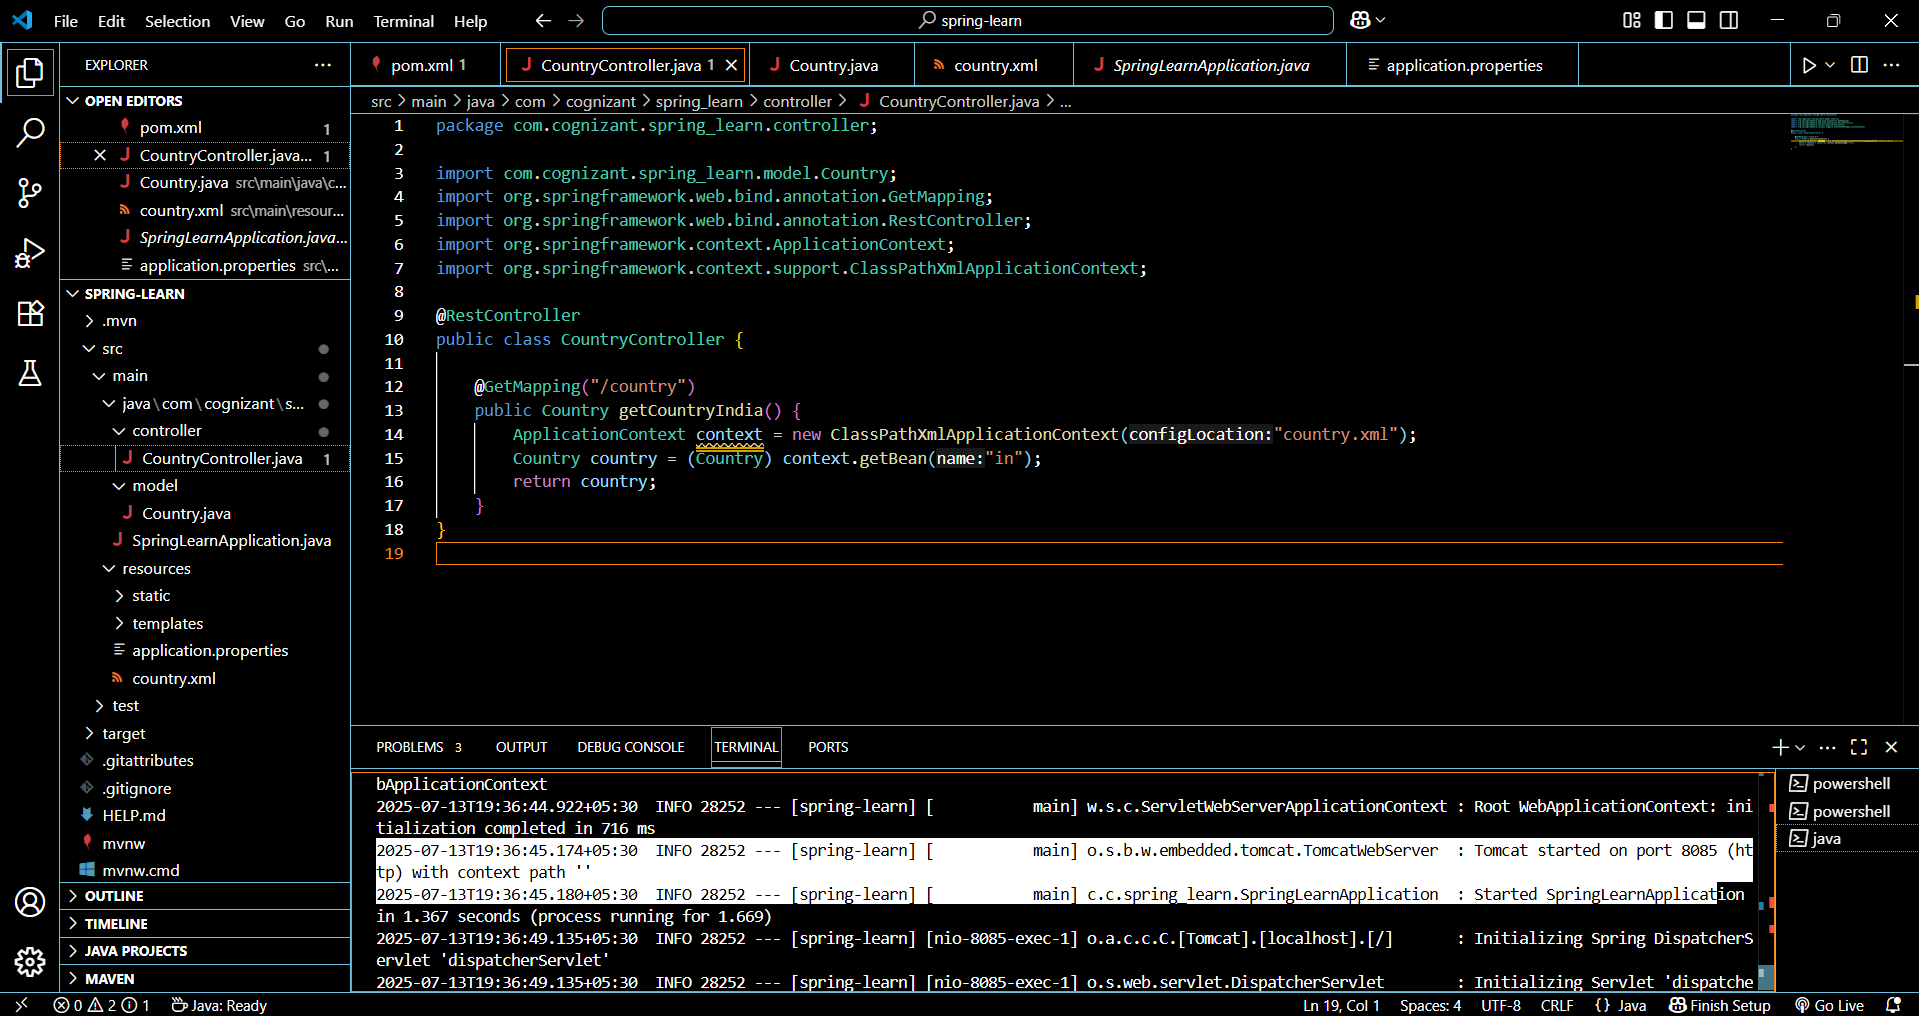 File Edit Selection View Go Run Terminal Help
spring-learn
EXPLORER
pom.xml 1
CountryController.java 1
Country.java
country.xml
SpringLearnApplication.java
application.properties
src > main > java > com > cognizant > spring_learn > controller > CountryController.java > ...
OPEN EDITORS
pom.xml 1
CountryController.java... 1
Country.java src\main\java\c...
country.xml src\main\resour...
SpringLearnApplication.java...
application.properties src\...
SPRING-LEARN
.mvn
src
main
java\com\cognizant\s...
controller
CountryController.java 1
model
Country.java
SpringLearnApplication.java
resources
static
templates
application.properties
country.xml
test
target
.gitattributes
.gitignore
HELP.md
mvnw
mvnw.cmd
OUTLINE
TIMELINE
JAVA PROJECTS
MAVEN
1 package com.cognizant.spring_learn.controller;
2
3 import com.cognizant.spring_learn.model.Country;
4 import org.springframework.web.bind.annotation.GetMapping;
5 import org.springframework.web.bind.annotation.RestController;
6 import org.springframework.context.ApplicationContext;
7 import org.springframework.context.support.ClassPathXmlApplicationContext;
8
9 @RestController
10 public class CountryController {
11
12 @GetMapping("/country")
13 public Country getCountryIndia() {
14 ApplicationContext context = new ClassPathXmlApplicationContext(configLocation:"country.xml");
15 Country country = (Country) context.getBean(name:"in");
16 return country;
17 }
18 }
19
PROBLEMS 3 OUTPUT DEBUG CONSOLE TERMINAL PORTS
bApplicationContext
2025-07-13T19:36:44.922+05:30 INFO 28252 --- [spring-learn] [ main] w.s.c.ServletWebServerApplicationContext : Root WebApplicationContext: ini
tialization completed in 716 ms
2025-07-13T19:36:45.174+05:30 INFO 28252 --- [spring-learn] [ main] o.s.b.w.embedded.tomcat.TomcatWebServer : Tomcat started on port 8085 (ht
tp) with context path ''
2025-07-13T19:36:45.180+05:30 INFO 28252 --- [spring-learn] [ main] c.c.spring_learn.SpringLearnApplication : Started SpringLearnApplication
in 1.367 seconds (process running for 1.669)
2025-07-13T19:36:49.135+05:30 INFO 28252 --- [spring-learn] [nio-8085-exec-1] o.a.c.c.C.[Tomcat].[localhost].[/] : Initializing Spring DispatcherS
ervlet 'dispatcherServlet'
2025-07-13T19:36:49.135+05:30 INFO 28252 --- [spring-learn] [nio-8085-exec-1] o.s.web.servlet.DispatcherServlet : Initializing Servlet 'dispatche
powershell
powershell
java
0 2 1 Java: Ready Ln 19, Col 1 Spaces: 4 UTF-8 CRLF {} Java Finish Setup Go Live